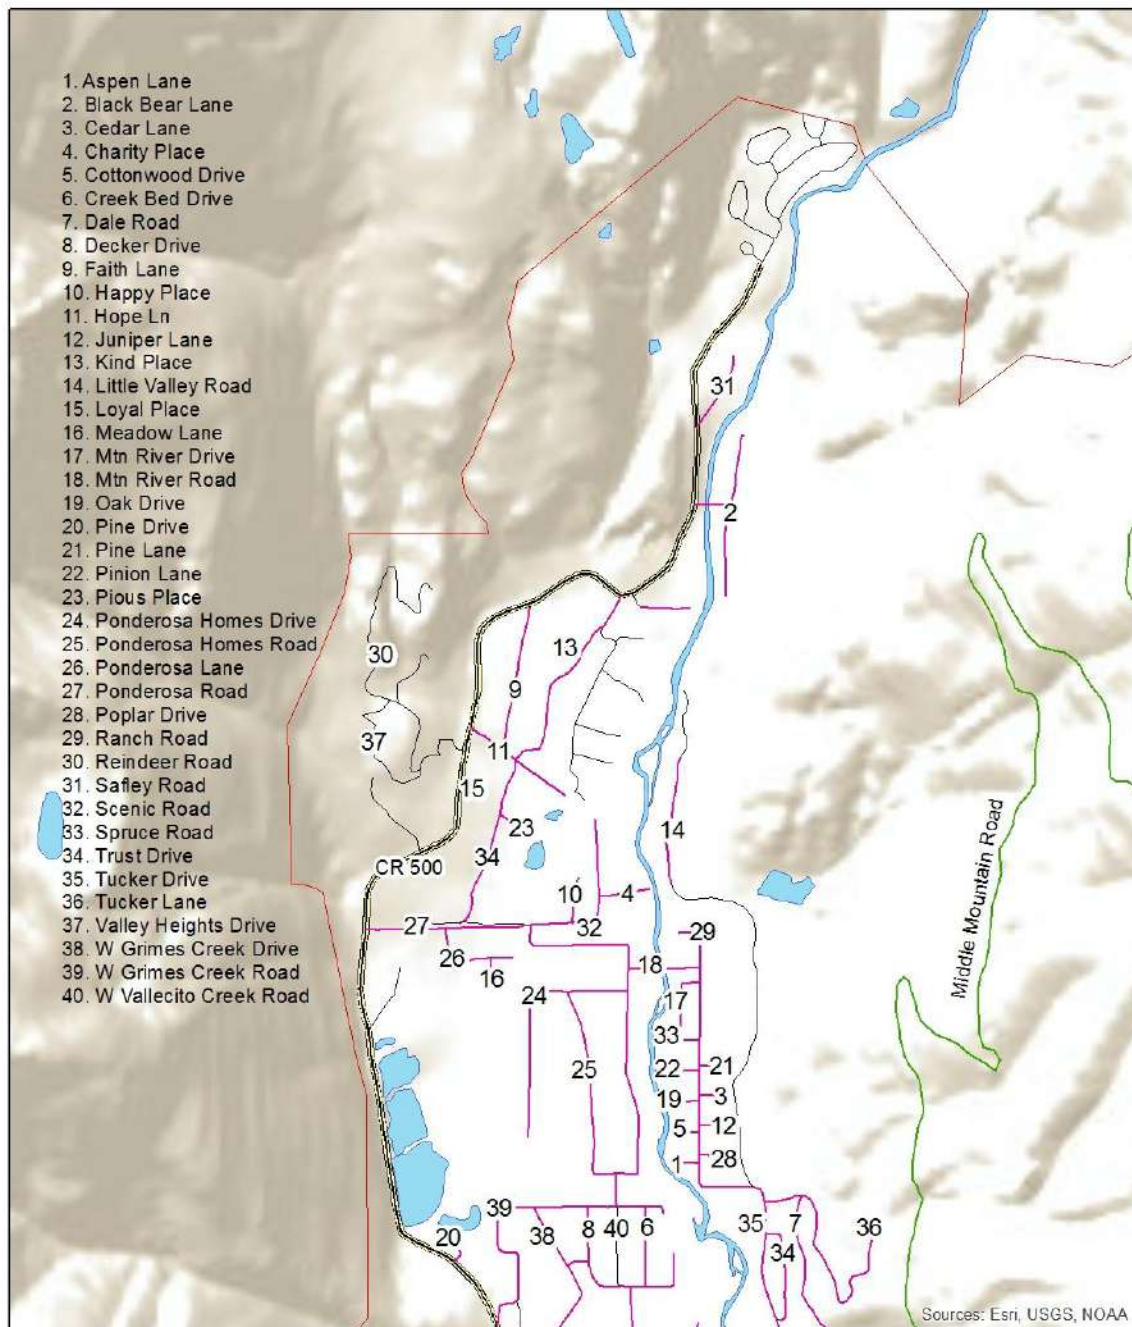 1. Aspen Lane
2. Black Bear Lane
3. Cedar Lane
4. Charity Place
5. Cottonwood Drive
6. Creek Bed Drive
7. Dale Road
8. Decker Drive
9. Faith Lane
10. Happy Place
11. Hope Ln
12. Juniper Lane
13. Kind Place
14. Little Valley Road
15. Loyal Place
16. Meadow Lane
17. Mtn River Drive
18. Mtn River Road
19. Oak Drive
20. Pine Drive
21. Pine Lane
22. Pinion Lane
23. Pious Place
24. Ponderosa Homes Drive
25. Ponderosa Homes Road
26. Ponderosa Lane
27. Ponderosa Road
28. Poplar Drive
29. Ranch Road
30. Reindeer Road
31. Safley Road
32. Scenic Road
33. Spruce Road
34. Trust Drive
35. Tucker Drive
36. Tucker Lane
37. Valley Heights Drive
38. W Grimes Creek Drive
39. W Grimes Creek Road
40. W Vallecito Creek Road
31
2
13
30
9
37
11
15
14
23
34
CR 500
10
4
27
32
29
26
16
18
24
17
33
25
22
21
19
3
5
12
1
28
39
38
8
40
6
35
7
36
20
34
Middle Mountain Road
Sources: Esri, USGS, NOAA